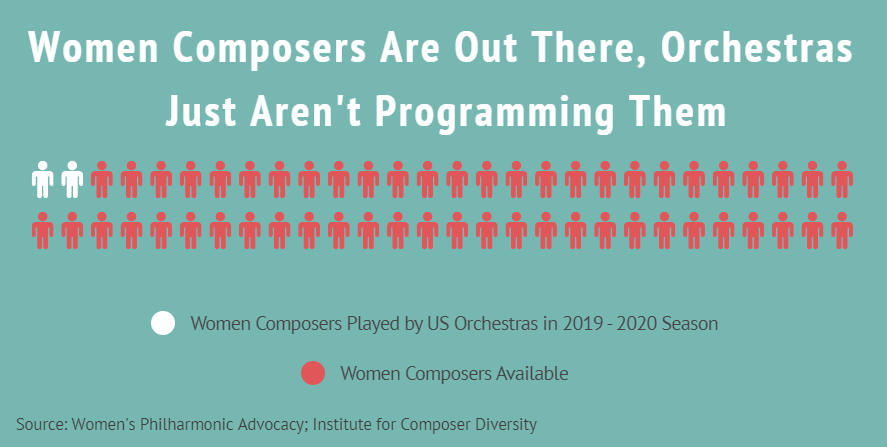 Women Composers Are Out There, Orchestras
Just Aren't Programming Them
Women Composers Played by US Orchestras in 2019 - 2020 Season
Women Composers Available
Source: Women's Philharmonic Advocacy; Institute for Composer Diversity